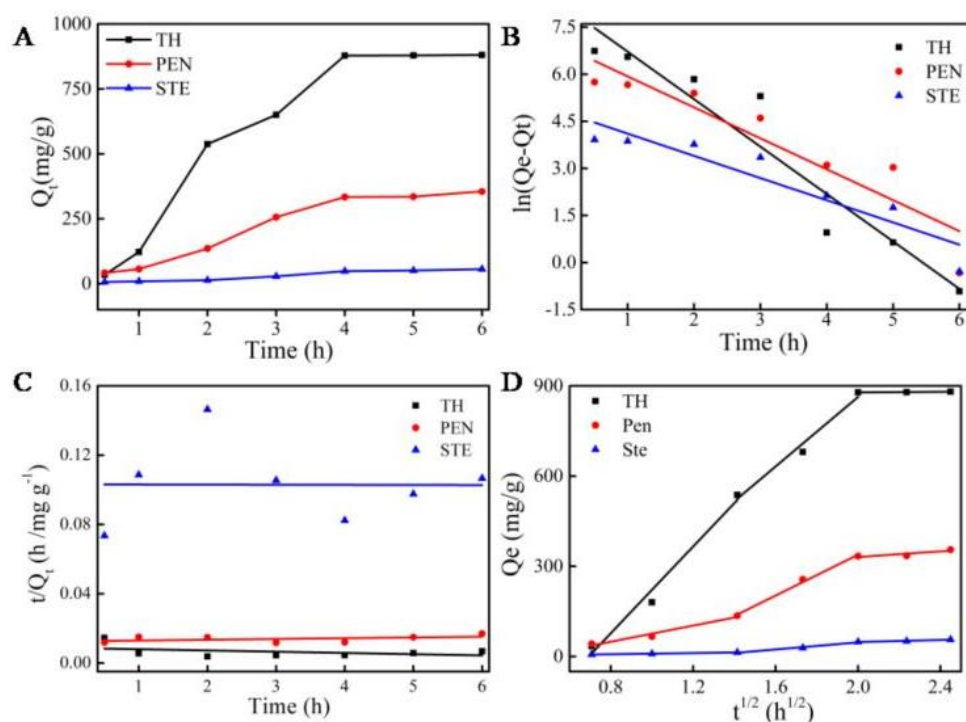 A
TH
PEN
STE
1000
750
500
250
0
Qt(mg/g)
1 2 3 4 5 6
Time (h)
B
TH
PEN
STE
7.5
6.0
4.5
3.0
1.5
0.0
-1.5
ln(Qe-Qt)
1 2 3 4 5 6
Time (h)
C
TH
PEN
STE
0.16
0.12
0.08
0.04
0.00
t/Qt (h /mg g-1)
1 2 3 4 5 6
Time (h)
D
TH
Pen
Ste
900
600
300
0
Qe (mg/g)
0.8 1.2 1.6 2.0 2.4
t1/2 (h1/2)